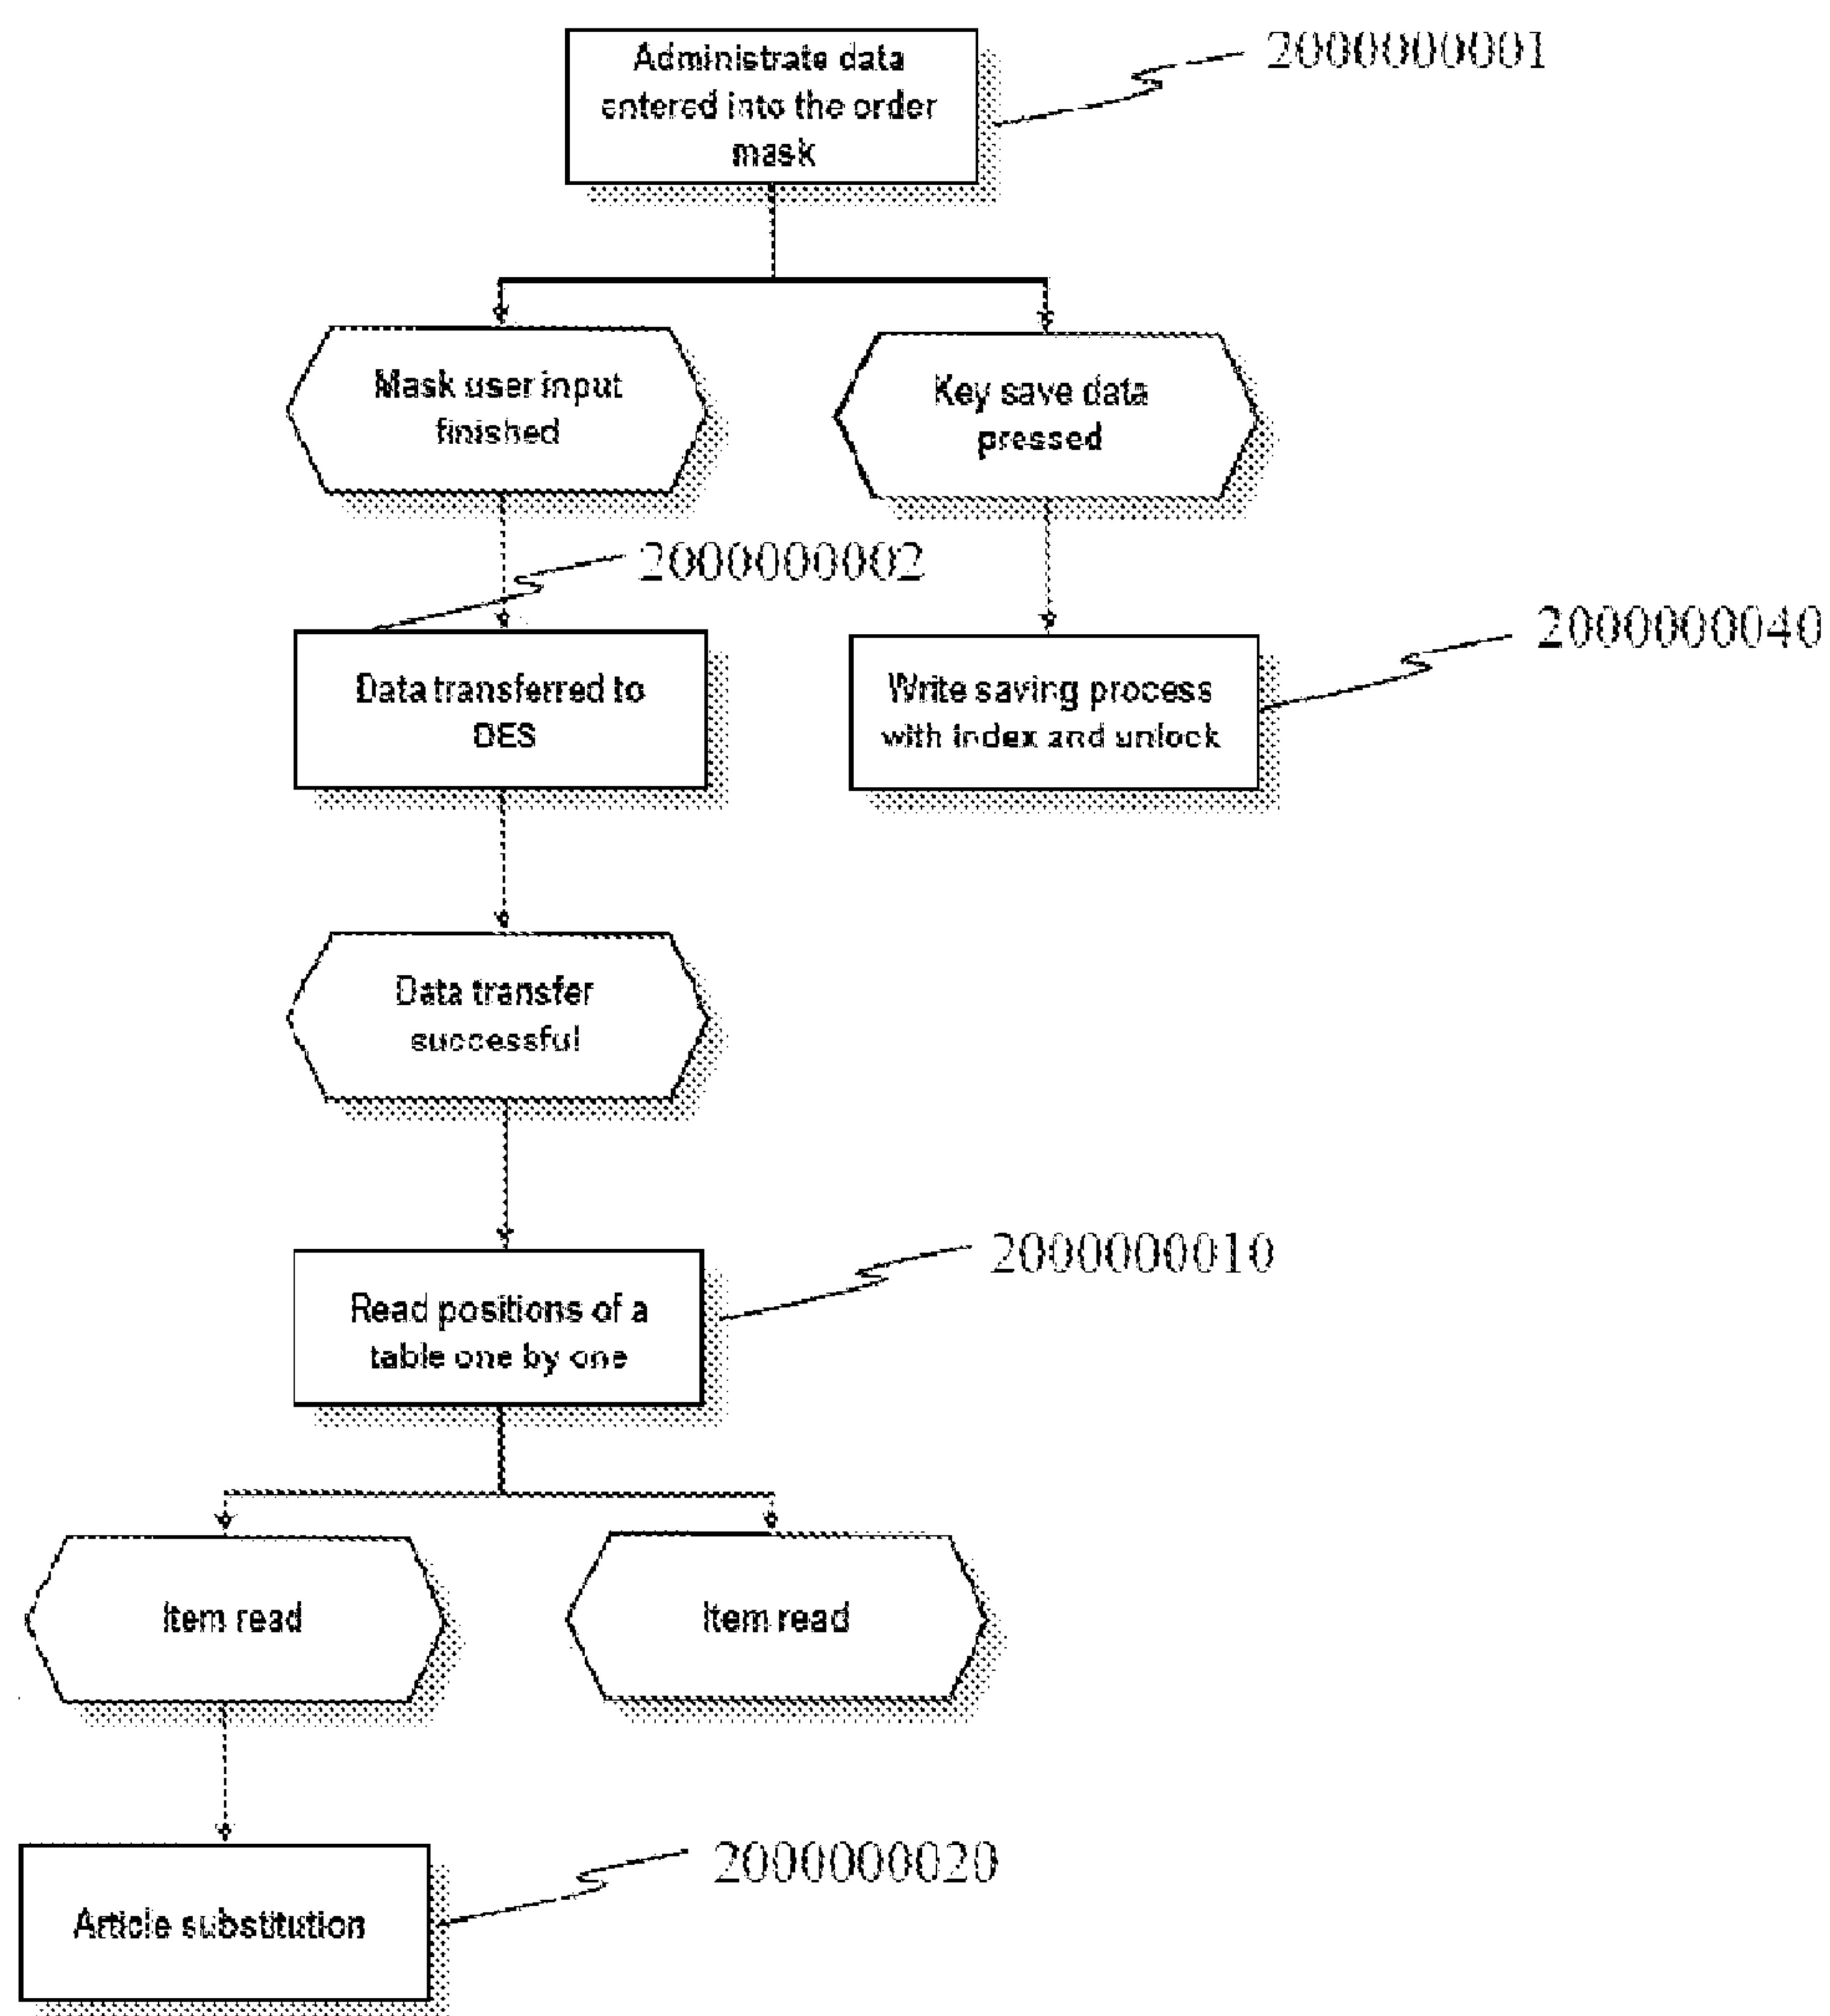 Administrate data
entered into the order
mask
2000000001
Mask user input
finished
Key save data
pressed
2000000002
2000000040
Data transferred to
OES
Write saving process
with index and unlock
Data transfer
successful
2000000010
Read positions of a
table one by one
Item read
Item read
2000000020
Article substitution